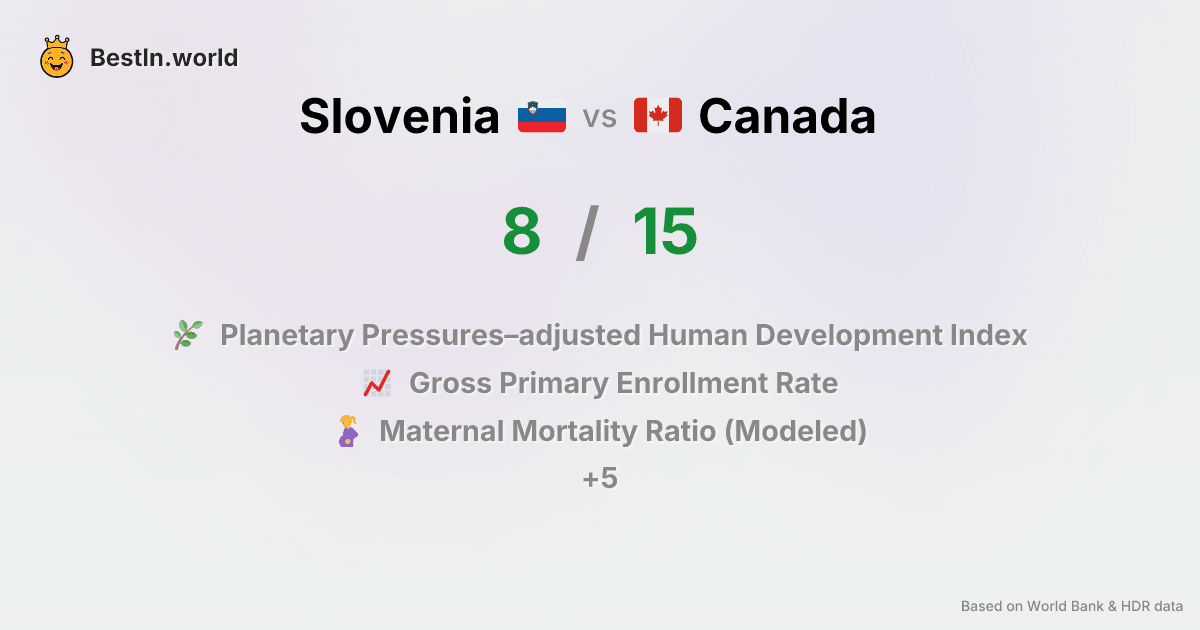 BestIn.world
Slovenia vs Canada
8 / 15
Planetary Pressures–adjusted Human Development Index
Gross Primary Enrollment Rate
Maternal Mortality Ratio (Modeled)
+5
Based on World Bank & HDR data